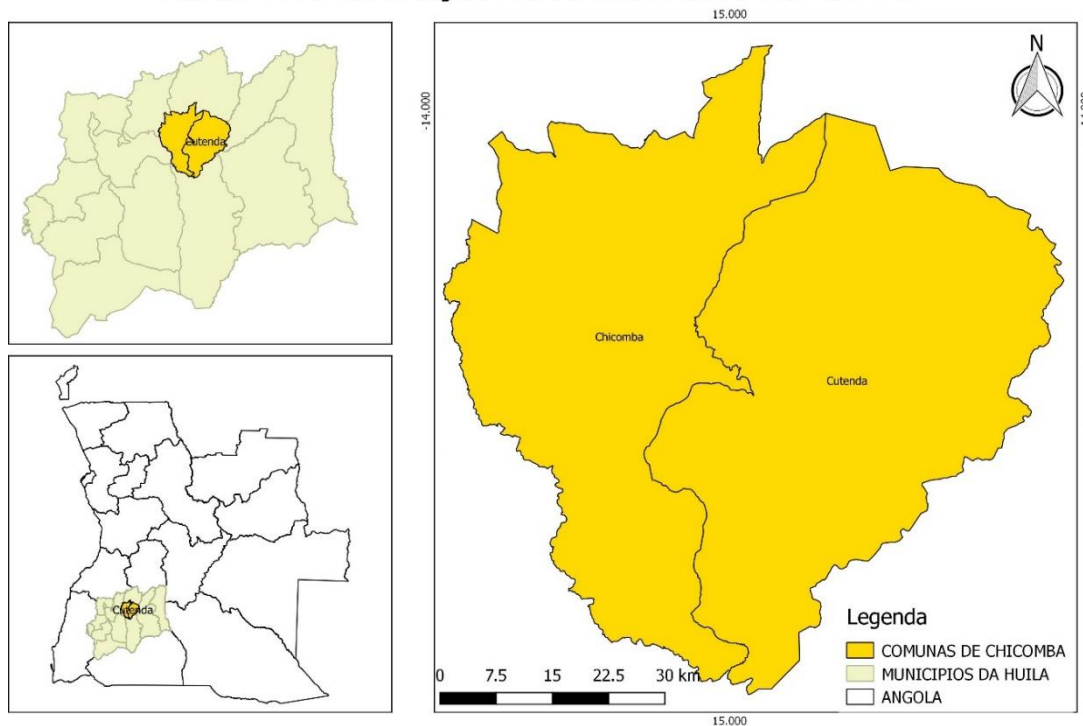 15.000
N
-14.000
Cutenda
Chicomba
Cutenda
Cutenda
Legenda
COMUNAS DE CHICOMBA
MUNICIPIOS DA HUILA
ANGOLA
0 7.5 15 22.5 30 km
15.000